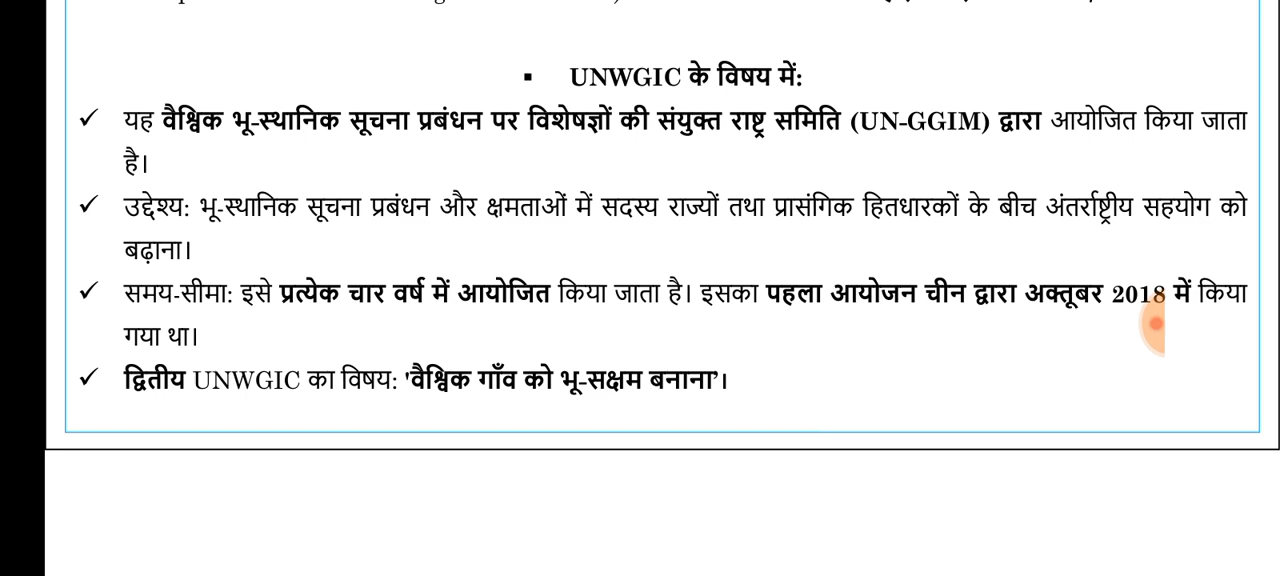 ▪ UNWGIC के विषय में:
✓ यह वैश्विक भू-स्थानिक सूचना प्रबंधन पर विशेषज्ञों की संयुक्त राष्ट्र समिति (UN-GGIM) द्वारा आयोजित किया जाता
है।
✓ उद्देश्य: भू-स्थानिक सूचना प्रबंधन और क्षमताओं में सदस्य राज्यों तथा प्रासंगिक हितधारकों के बीच अंतर्राष्ट्रीय सहयोग को
बढ़ाना।
✓ समय-सीमा: इसे प्रत्येक चार वर्ष में आयोजित किया जाता है। इसका पहला आयोजन चीन द्वारा अक्तूबर 2018 में किया
गया था।
✓ द्वितीय UNWGIC का विषय: 'वैश्विक गाँव को भू-सक्षम बनाना’।